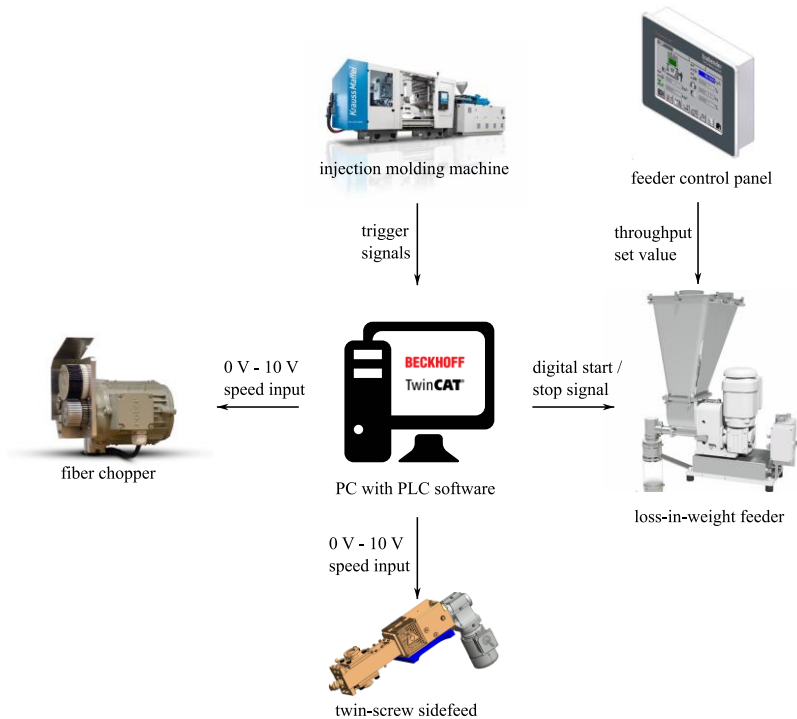 KraussMaffei
injection molding machine
feeder control panel
trigger
signals
throughput
set value
0 V - 10 V
speed input
BECKHOFF
TwinCAT®
digital start /
stop signal
fiber chopper
PC with PLC software
loss-in-weight feeder
0 V - 10 V
speed input
twin-screw sidefeed